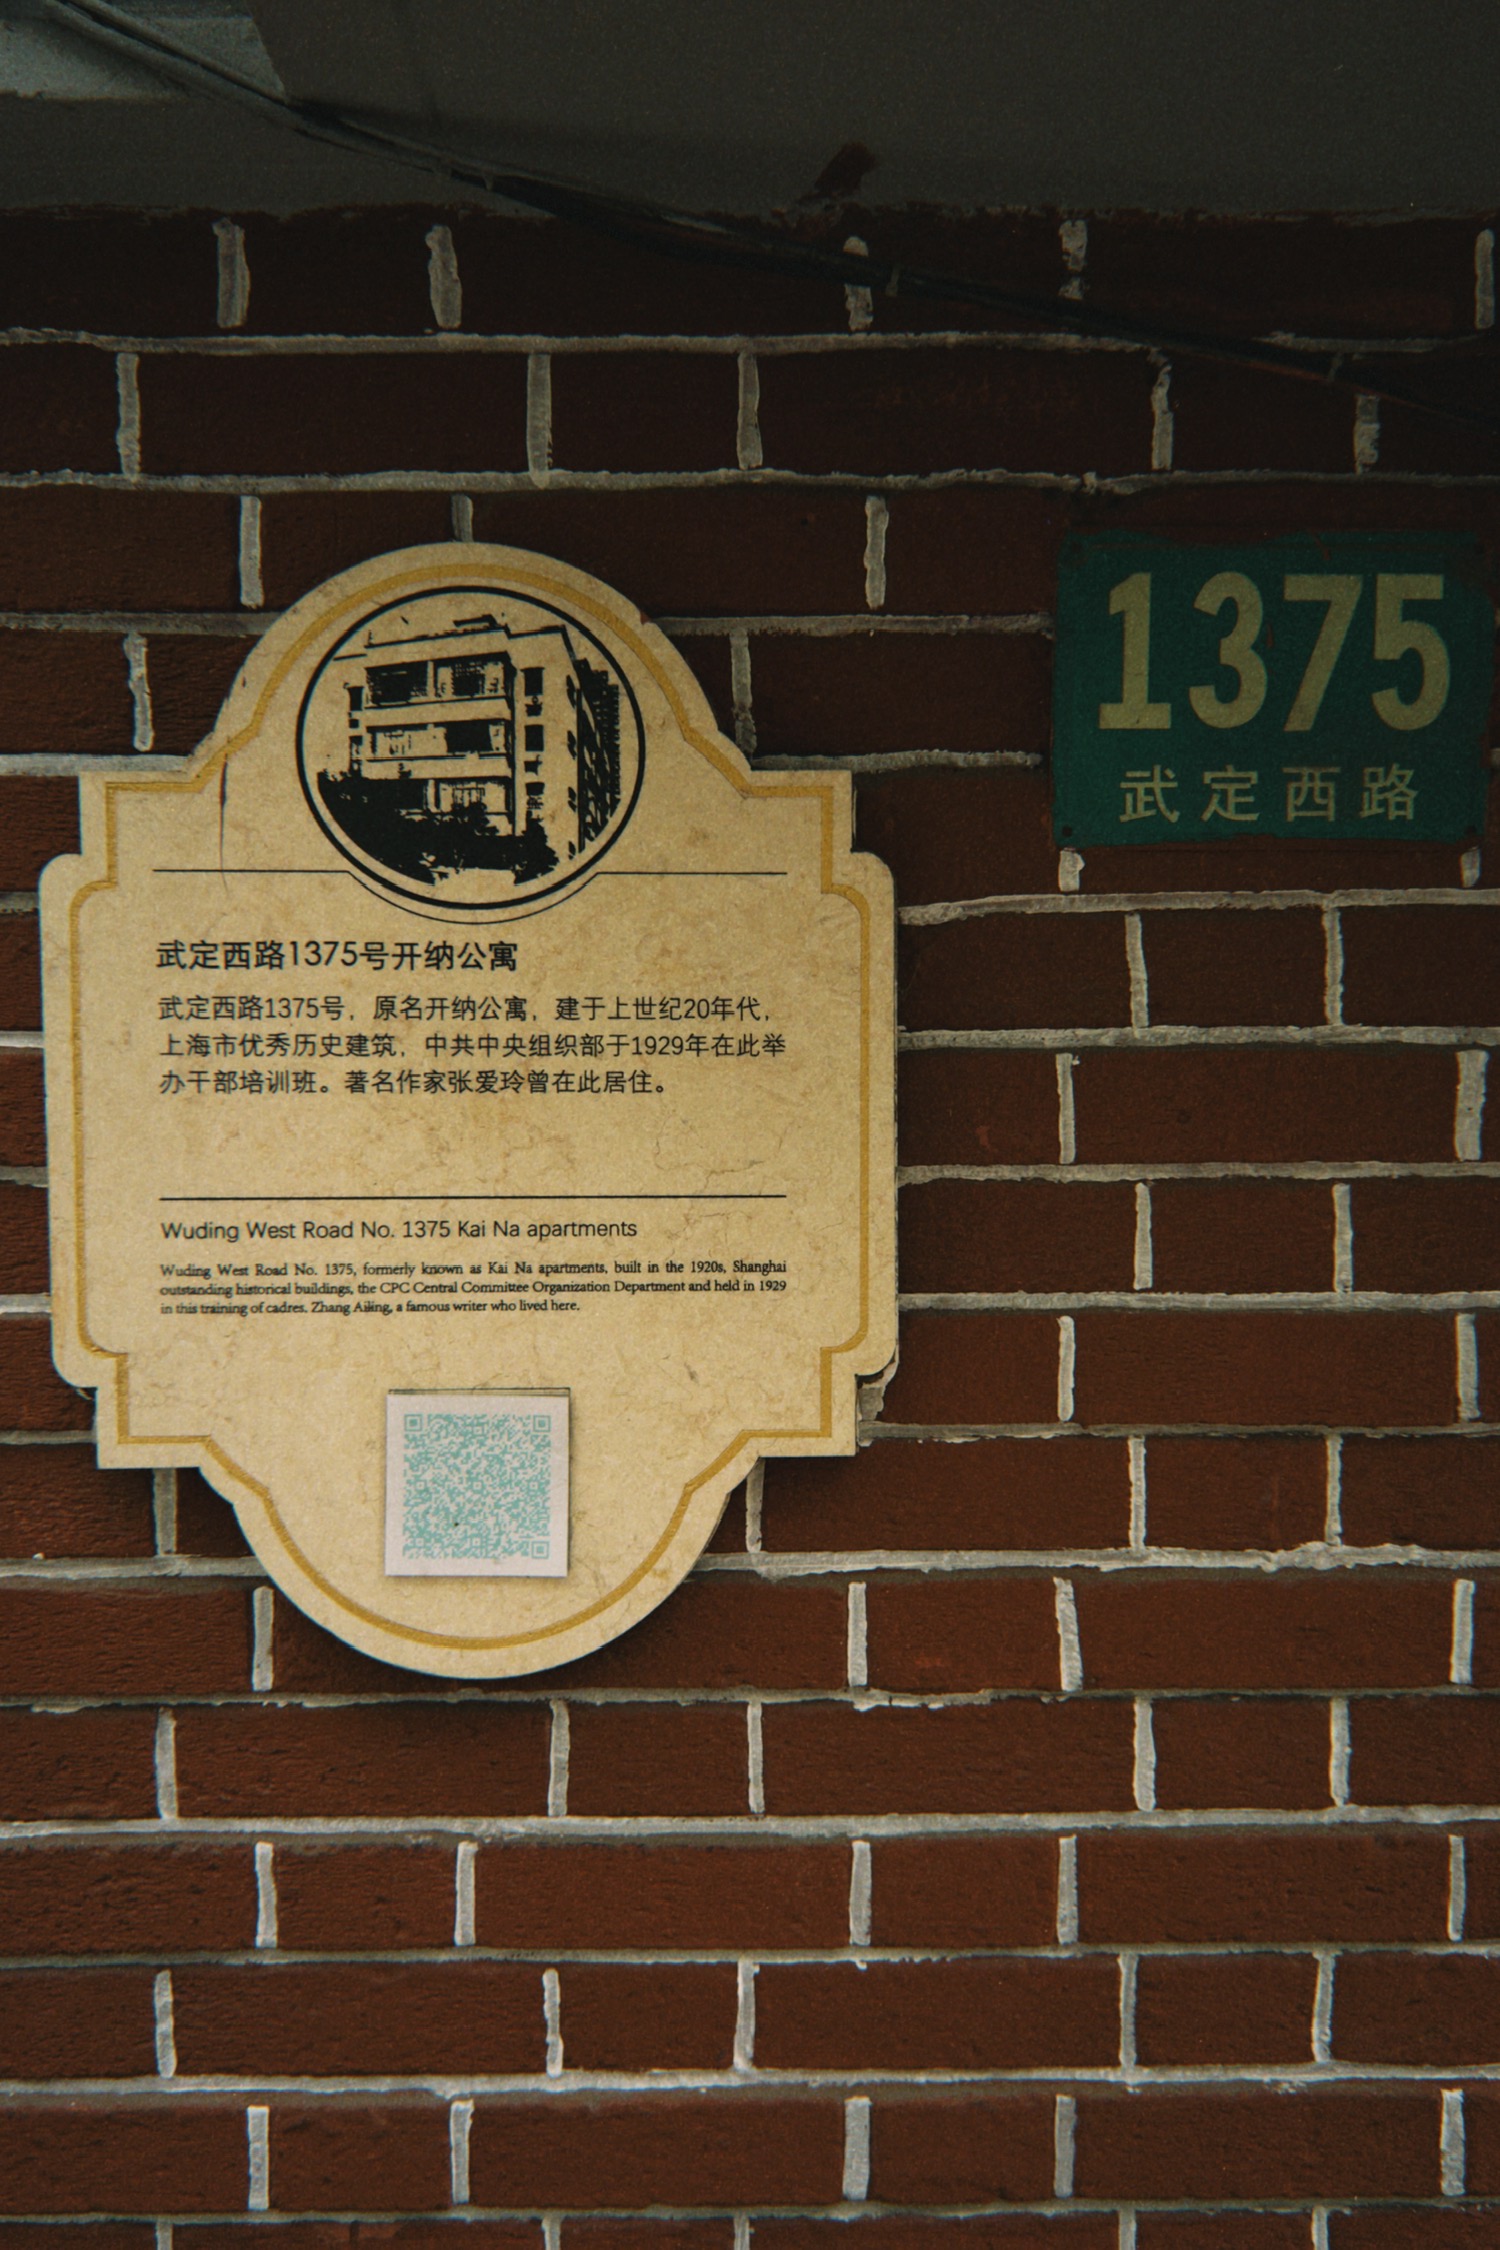 武定西路1375号开纳公寓
武定西路1375号，原名开纳公寓，建于上世纪20年代，
上海市优秀历史建筑，中共中央组织部于1929年在此举
办干部培训班。著名作家张爱玲曾在此居住。
Wuding West Road No. 1375 Kai Na apartments
Wuding West Road No. 1375, formerly known as Kai Na apartments, built in the 1920s, Shanghai
outstanding historical buildings, the CPC Central Committee Organization Department and held in 1929
in this training of cadres. Zhang Ailing, a famous writer who lived here.
1375
武定西路